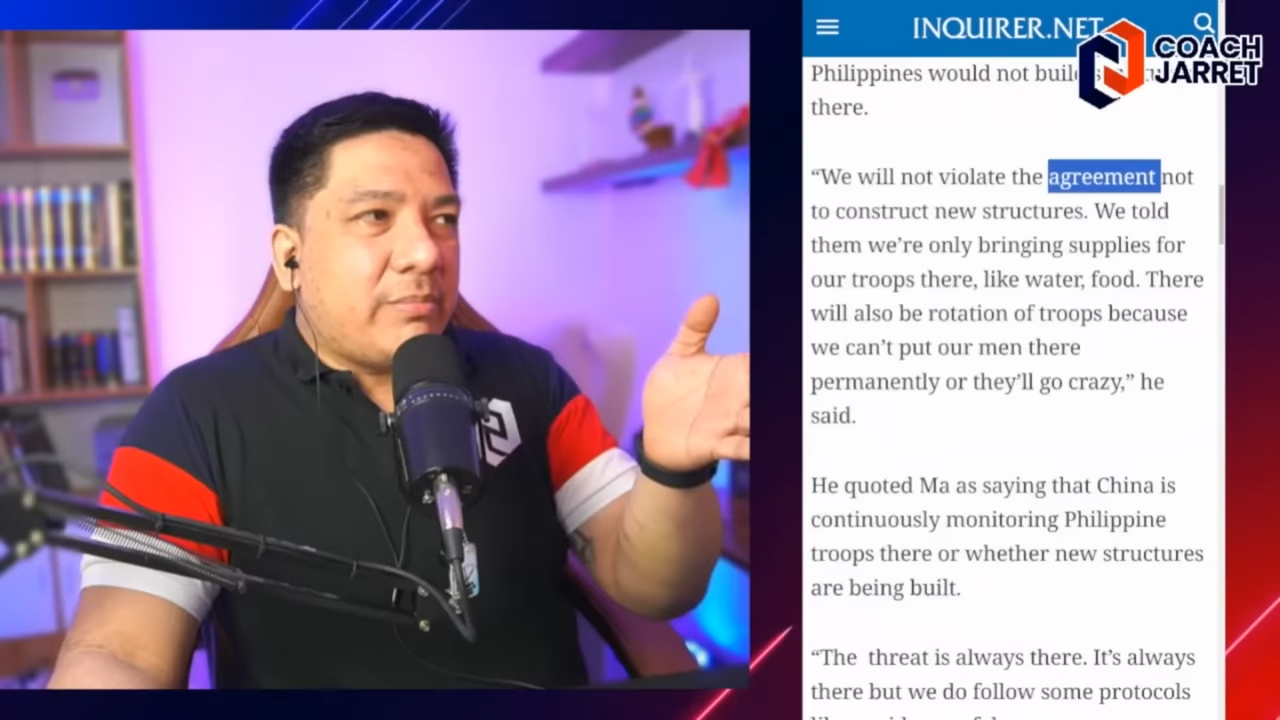 INQUIRER.NET
COACH
JARRET
Philippines would not
there.
“We will not violate the agreement not
to construct new structures. We told
them we’re only bringing supplies for
our troops there, like water, food. There
will also be rotation of troops because
we can’t put our men there
permanently or they’ll go crazy,” he
said.
He quoted Ma as saying that China is
continuously monitoring Philippine
troops there or whether new structures
are being built.
“The threat is always there. It’s always
there but we do follow some protocols